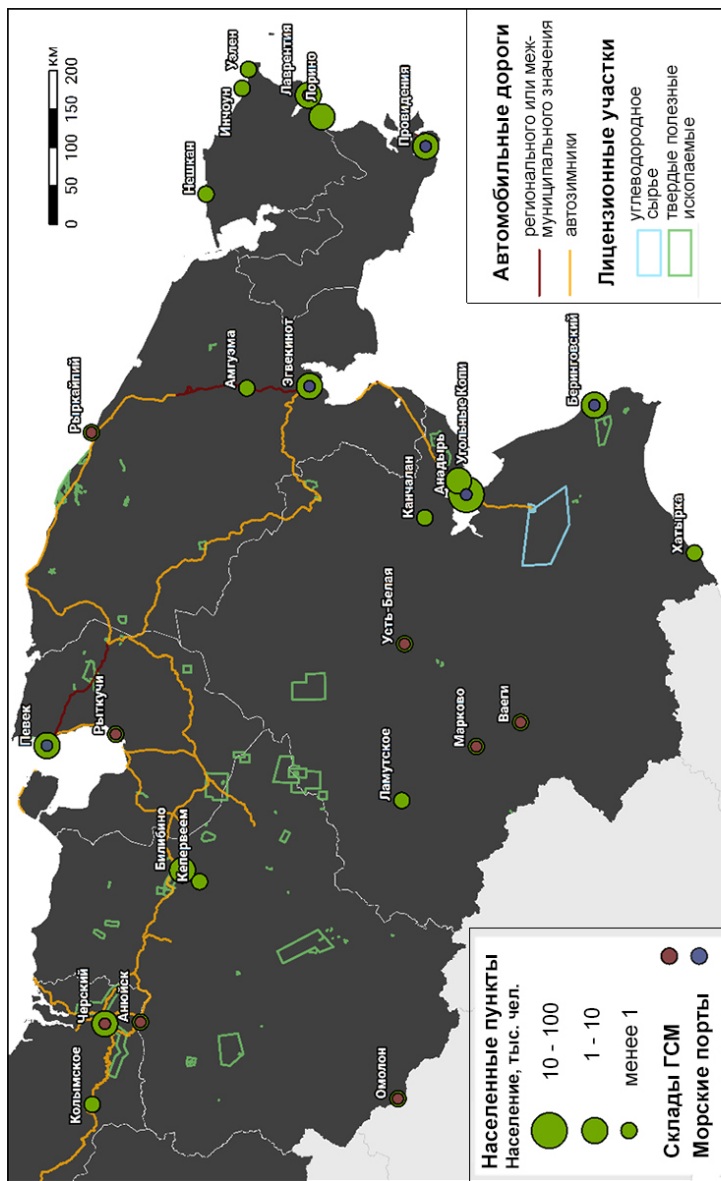 Населенные пункты
Население, тыс. чел.
10 - 100
1 - 10
менее 1
Склады ГСМ
Морские порты
Колымское
Черский
Анюйск
Омолон
Билибино
Кепервеем
Певек
Рыткучи
Ламутское
Марково
Ваеги
Усть-Белая
Рыркайпий
Амгуэма
Эгвекинот
Канчалан
Анадырь
Угольные Копи
Беринговский
Хатырка
Нешкан
Инчоун
Уэлен
Лаврентия
Лорино
Провидения
0 50 100 150 200
км
Автомобильные дороги
регионального или меж-
муниципального значения
автозимники
Лицензионные участки
углеводородное
сырье
твердые полезные
ископаемые